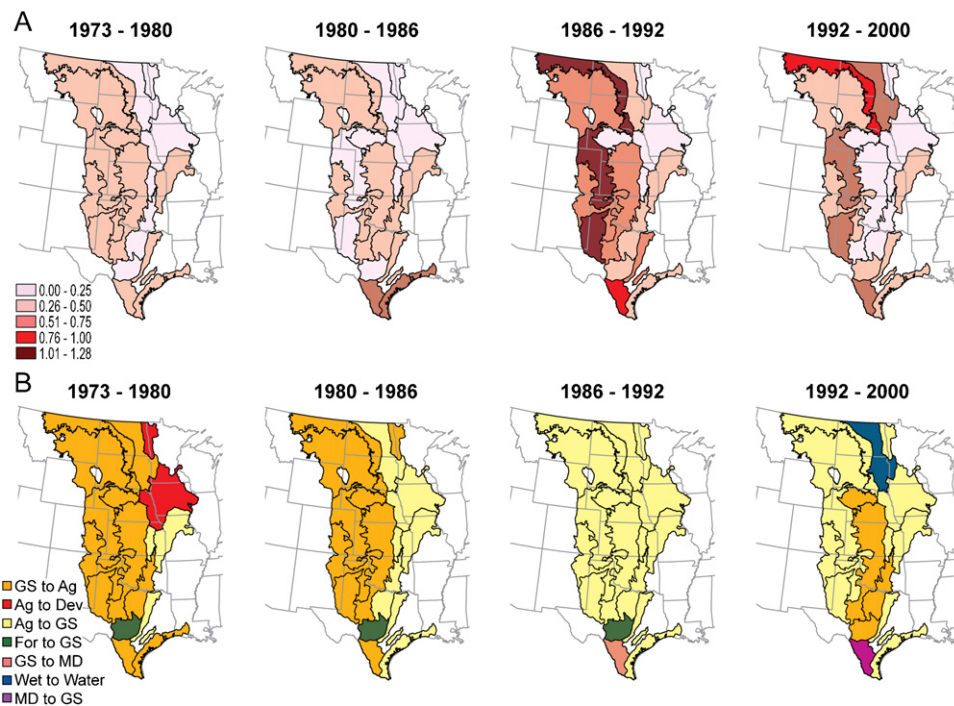 A
1973 - 1980 1980 - 1986 1986 - 1992 1992 - 2000
0.00 - 0.25
0.26 - 0.50
0.51 - 0.75
0.76 - 1.00
1.01 - 1.28
B
1973 - 1980 1980 - 1986 1986 - 1992 1992 - 2000
GS to Ag
Ag to Dev
Ag to GS
For to GS
GS to MD
Wet to Water
MD to GS